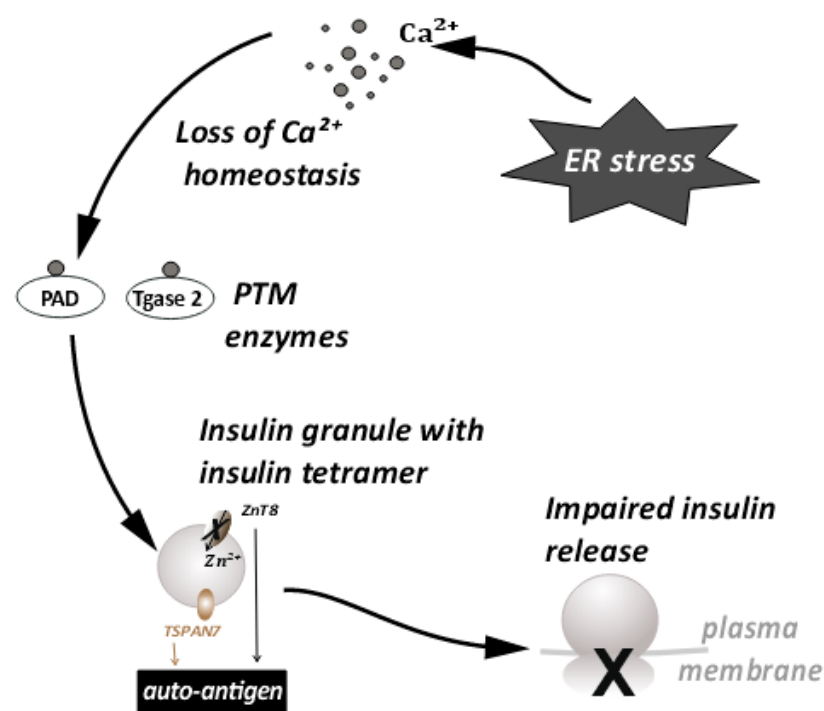 Ca²⁺
ER stress
Loss of Ca²⁺
homeostasis
PAD
Tgase 2
PTM
enzymes
Insulin granule with
insulin tetramer
ZnT8
Zn²⁺
TSPAN7
auto-antigen
Impaired insulin
release
X
plasma
membrane